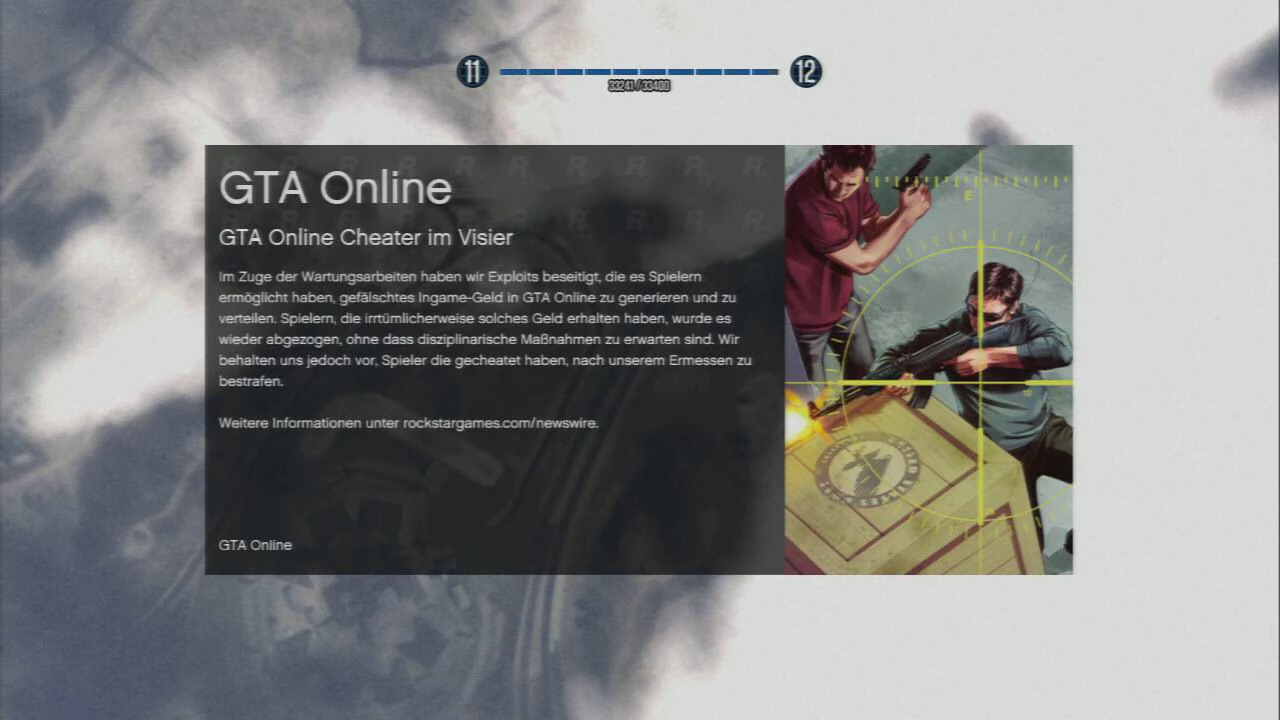 11
12
33241/33400
GTA Online
GTA Online Cheater im Visier
Im Zuge der Wartungsarbeiten haben wir Exploits beseitigt, die es Spielern
ermöglicht haben, gefälschtes Ingame-Geld in GTA Online zu generieren und zu
verteilen. Spielern, die irrtümlicherweise solches Geld erhalten haben, wurde es
wieder abgezogen, ohne dass disziplinarische Maßnahmen zu erwarten sind. Wir
behalten uns jedoch vor, Spieler die gecheatet haben, nach unserem Ermessen zu
bestrafen.
Weitere Informationen unter rockstargames.com/newswire.
GTA Online
E
10